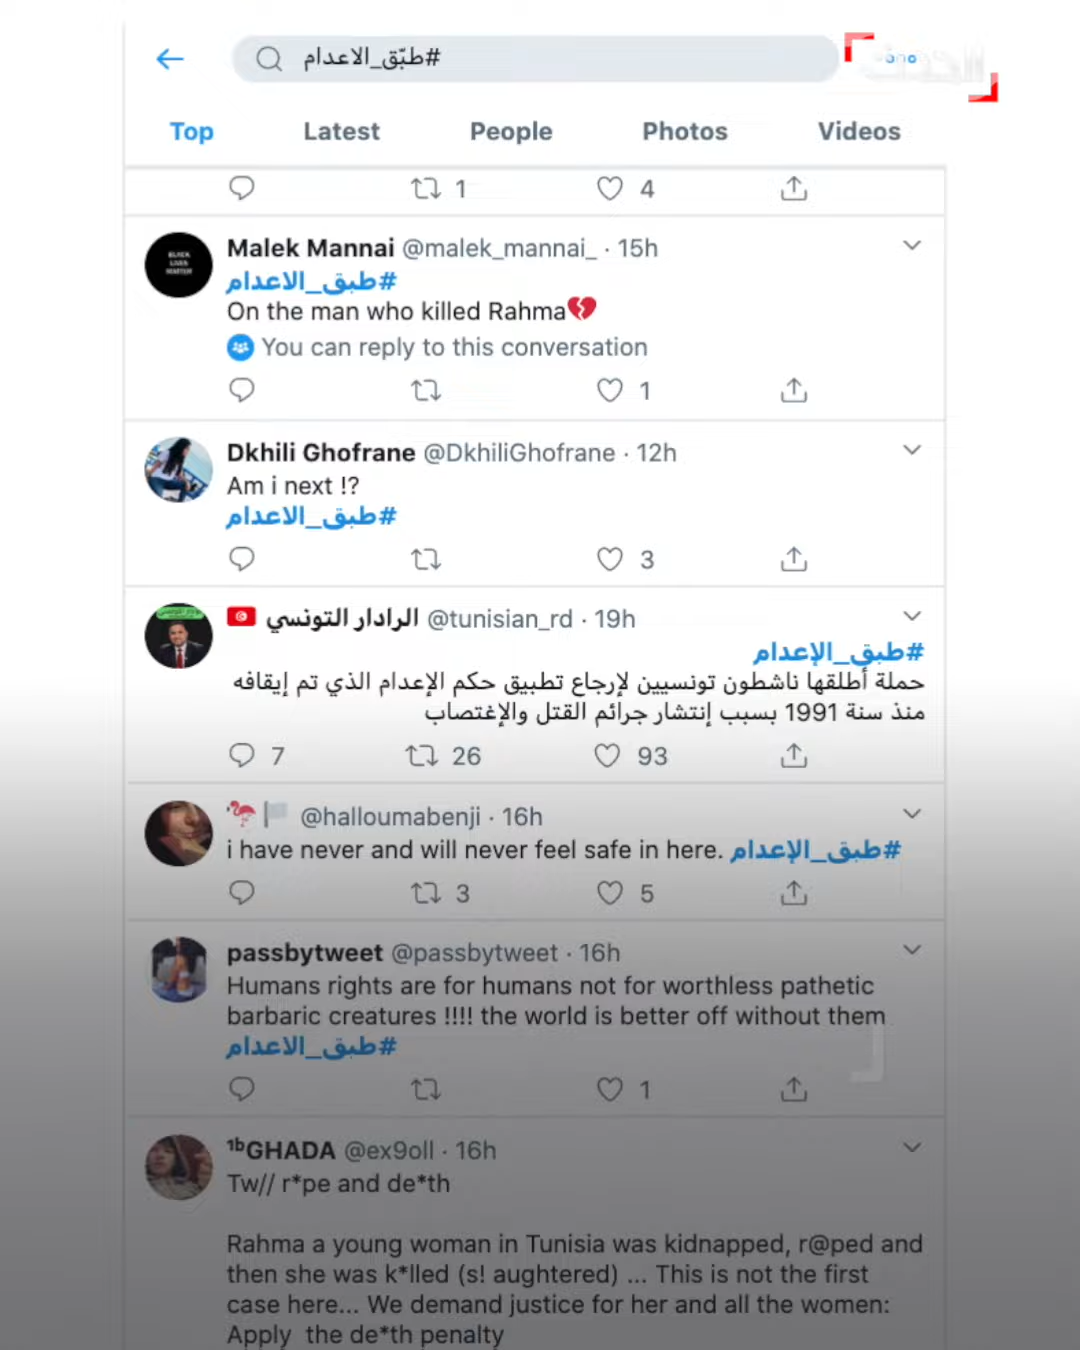 #طبّق_الاعدام
الحدث
Top Latest People Photos Videos
1 4
Malek Mannai @malek_mannai_ · 15h
#طبق_الاعدام
On the man who killed Rahma💔
You can reply to this conversation
1
Dkhili Ghofrane @DkhiliGhofrane · 12h
Am i next !?
#طبق_الاعدام
3
🇹🇳 الرادار التونسي @tunisian_rd · 19h
#طبق_الإعدام
حملة أطلقها ناشطون تونسيين لإرجاع تطبيق حكم الإعدام الذي تم إيقافه
منذ سنة 1991 بسبب إنتشار جرائم القتل والإغتصاب
7 26 93
@halloumabenji · 16h
i have never and will never feel safe in here. #طبق_الإعدام
3 5
passbytweet @passbytweet · 16h
Humans rights are for humans not for worthless pathetic
barbaric creatures !!!! the world is better off without them
#طبق_الاعدام
1
¹ᵇGHADA @ex9oll · 16h
Tw// r*pe and de*th
Rahma a young woman in Tunisia was kidnapped, r@ped and
then she was k*lled (s! aughtered) ... This is not the first
case here... We demand justice for her and all the women:
Apply the de*th penalty